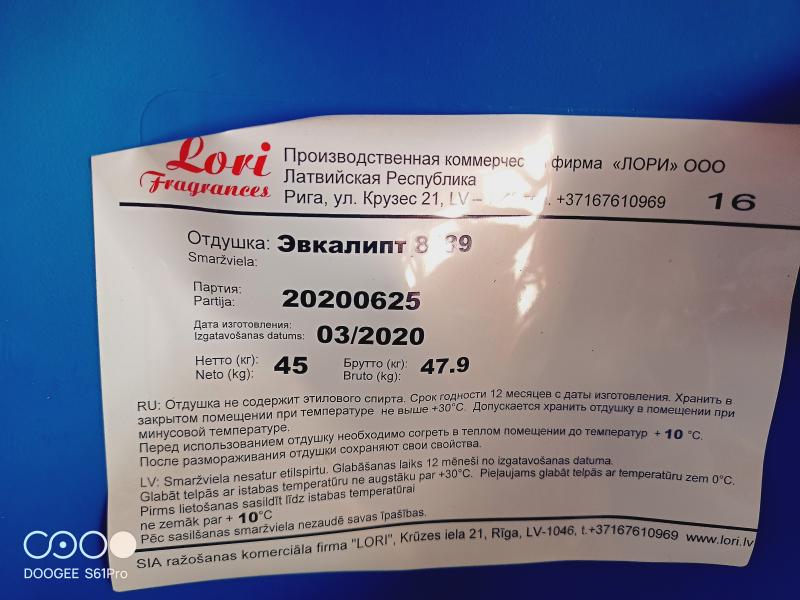 Lori
Fragrances
Производственная коммерчес фирма «ЛОРИ» ООО
Латвийская Республика
Рига, ул. Крузес 21, LV – +37167610969
16
Отдушка: Эвкалипт
Smaržviela:
Партия:
Partija:
20200625
Дата изготовления:
Izgatavošanas datums:
03/2020
Нетто (кг):
Neto (kg):
45
Брутто (кг):
Bruto (kg):
47.9
RU: Отдушка не содержит этилового спирта. Срок годности 12 месяцев с даты изготовления. Хранить в
закрытом помещении при температуре не выше +30°C. Допускается хранить отдушку в помещении при
минусовой температуре.
Перед использованием отдушку необходимо согреть в теплом помещении до температур + 10 °C.
После размораживания отдушки сохраняют свои свойства.
LV: Smaržviela nesatur etilspirtu. Glabāšanas laiks 12 mēneši no izgatavošanas datuma.
Glabāt telpās ar istabas temperatūru ne augstāku par +30°C. Pieļaujams glabāt telpās ar temperatūru zem 0°C.
Pirms lietošanas sasildīt līdz istabas temperatūrai
ne zemāk par + 10°C
Pēc sasilšanas smaržviela nezaudē savas īpašības.
SIA ražošanas komerciāla firma "LORI", Krūzes iela 21, Rīga, LV-1046, t.+37167610969 www.lori.lv
DOOGEE S61Pro